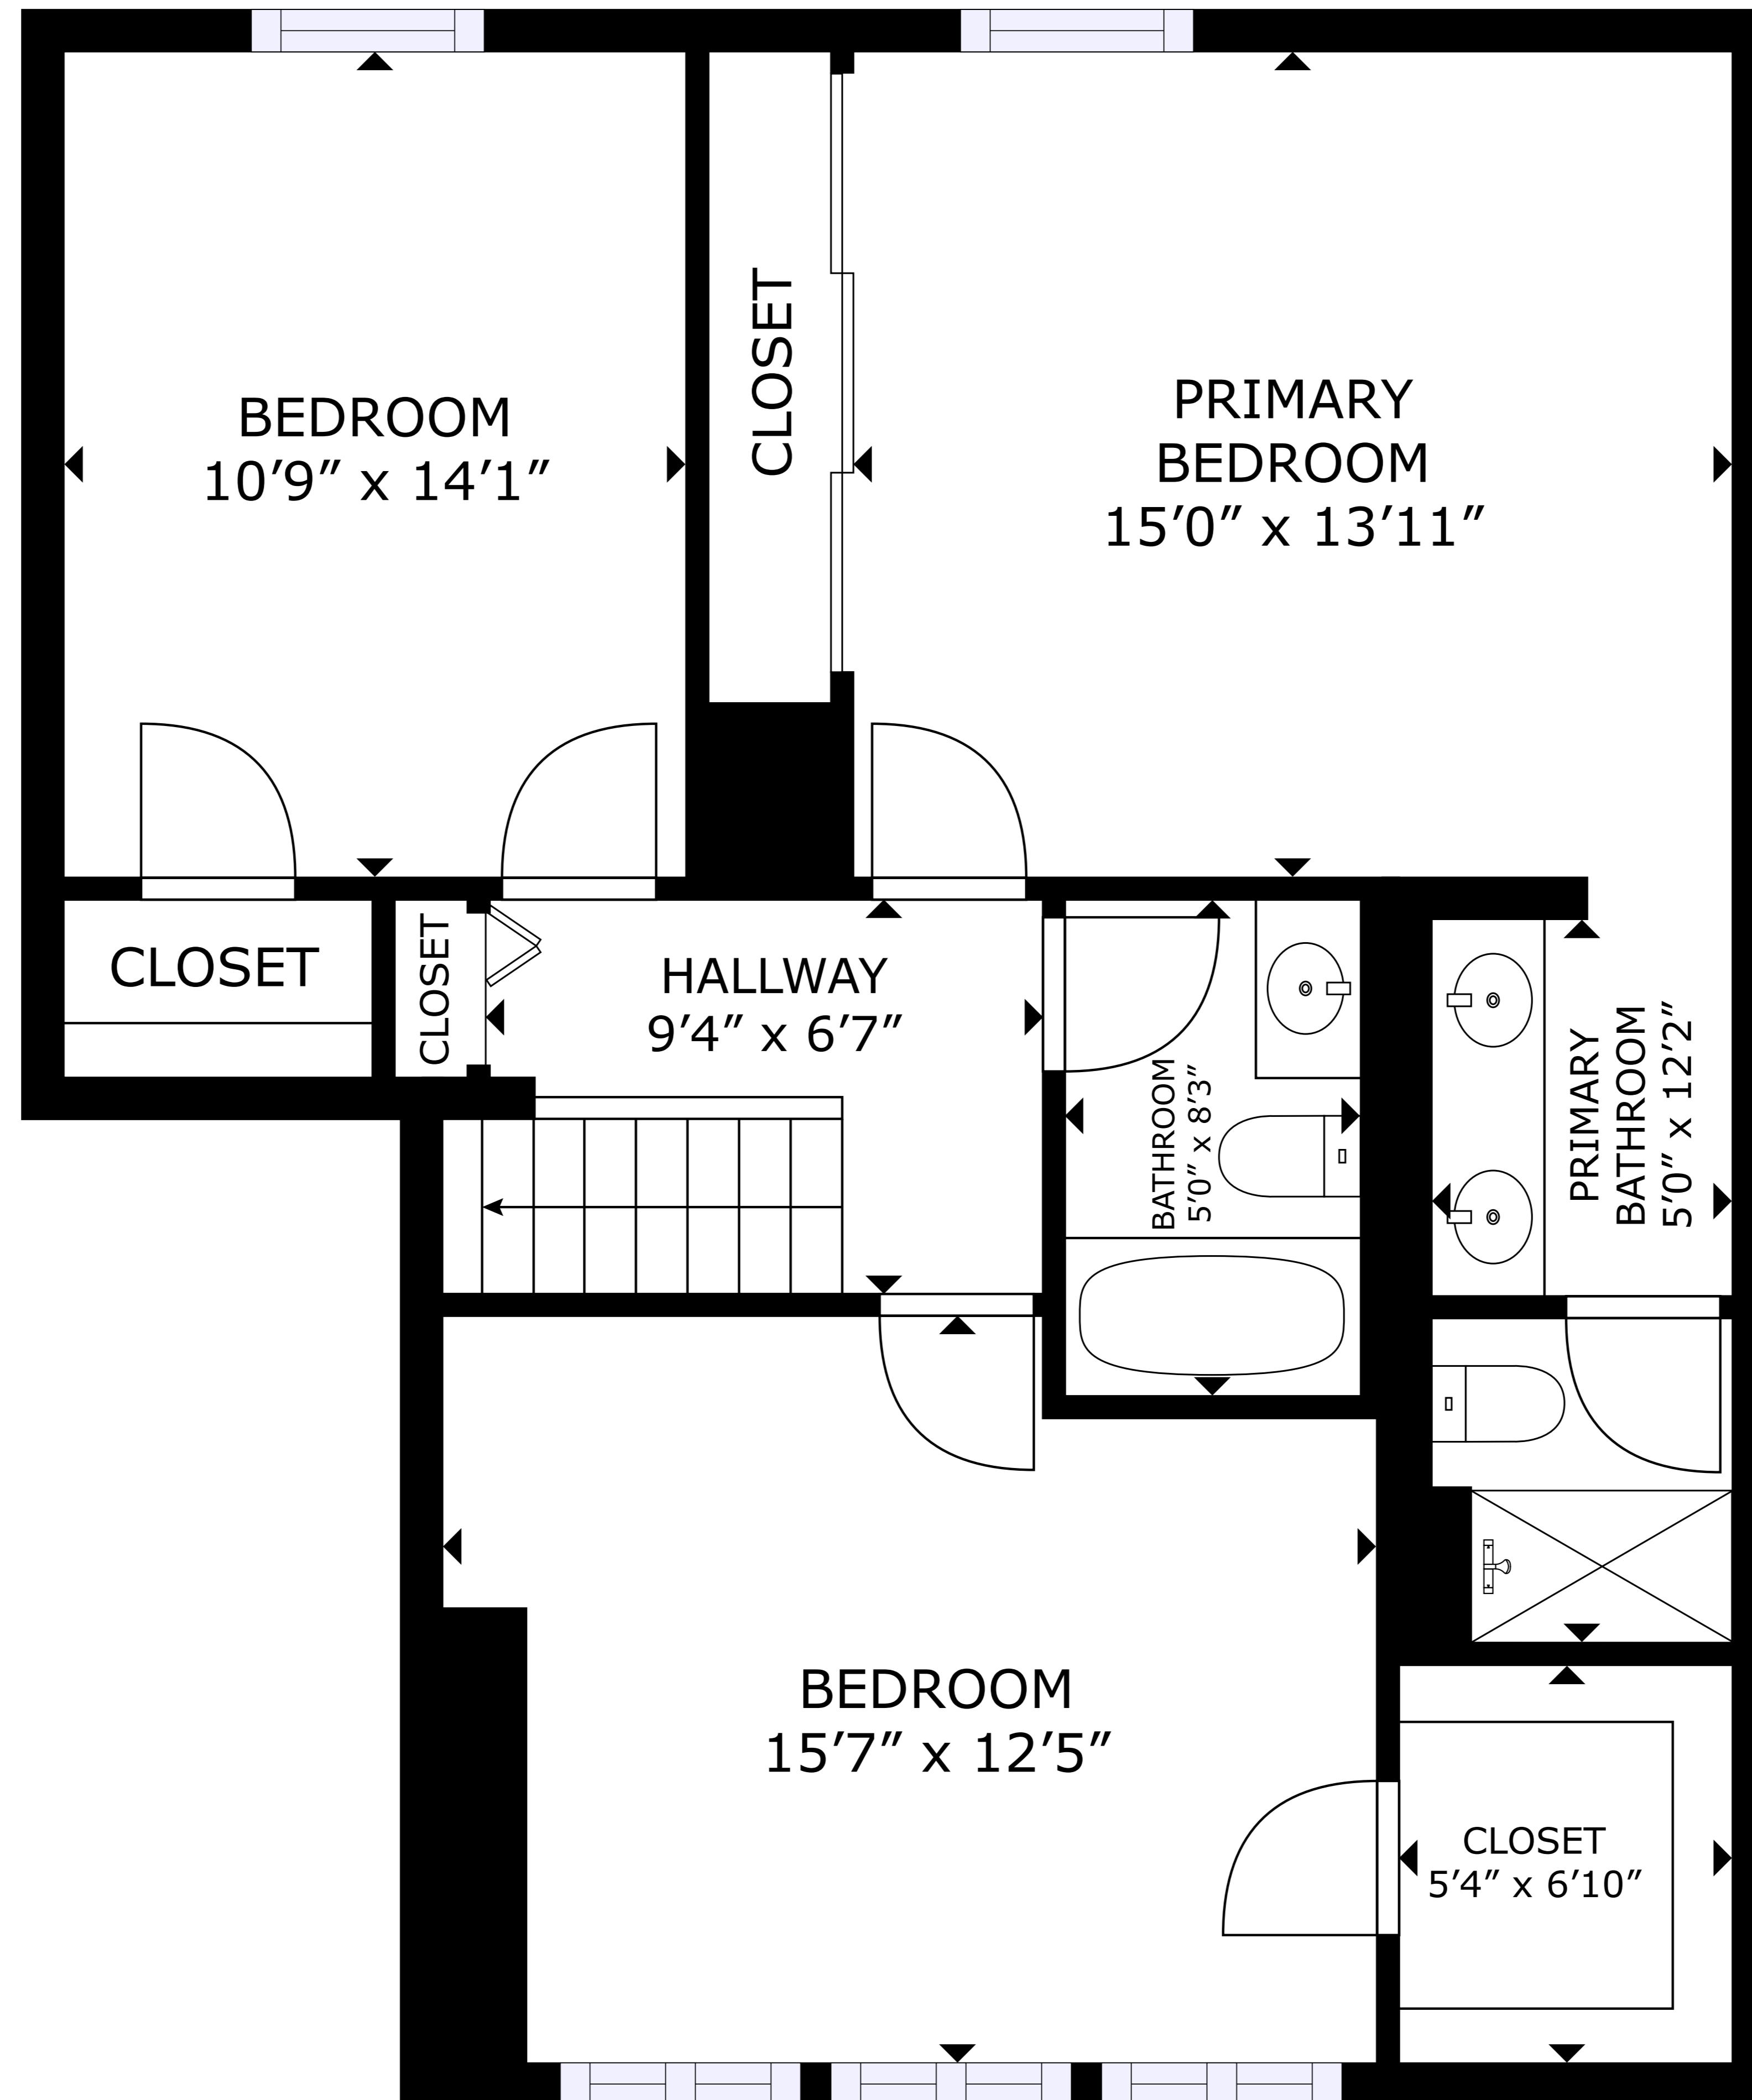 BEDROOM
10′9″ x 14′1″
CLOSET
PRIMARY
BEDROOM
15′0″ x 13′11″
CLOSET
CLOSET
HALLWAY
9′4″ x 6′7″
BATHROOM
5′0″ x 8′3″
PRIMARY
BATHROOM
5′0″ x 12′2″
BEDROOM
15′7″ x 12′5″
CLOSET
5′4″ x 6′10″